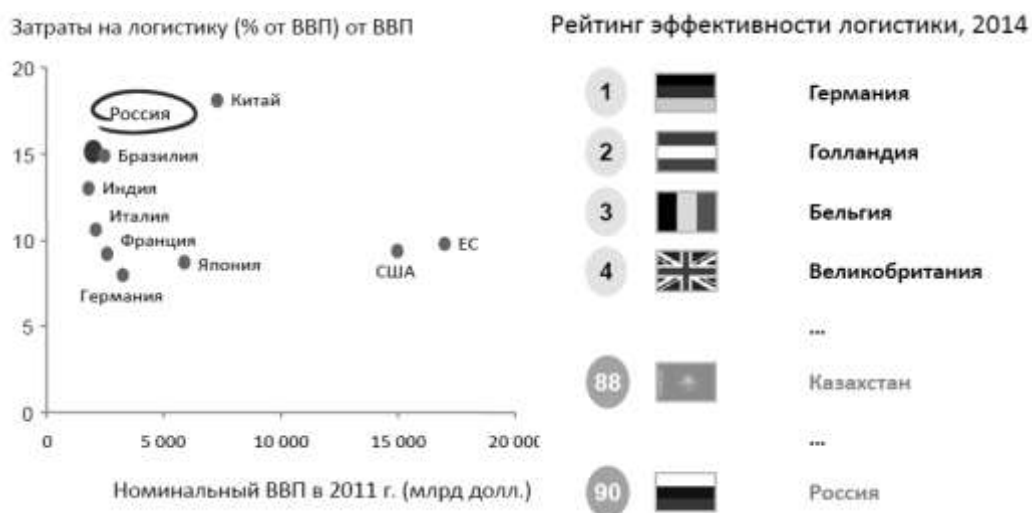 Затраты на логистику (% от ВВП) от ВВП
20
15
10
5
0
Россия
Китай
Бразилия
Индия
Италия
Франция
Япония
Германия
США
ЕС
0 5 000 10 000 15 000 20 000
Номинальный ВВП в 2011 г. (млрд долл.)
Рейтинг эффективности логистики, 2014
1 Германия
2 Голландия
3 Бельгия
4 Великобритания
...
88 Казахстан
...
90 Россия